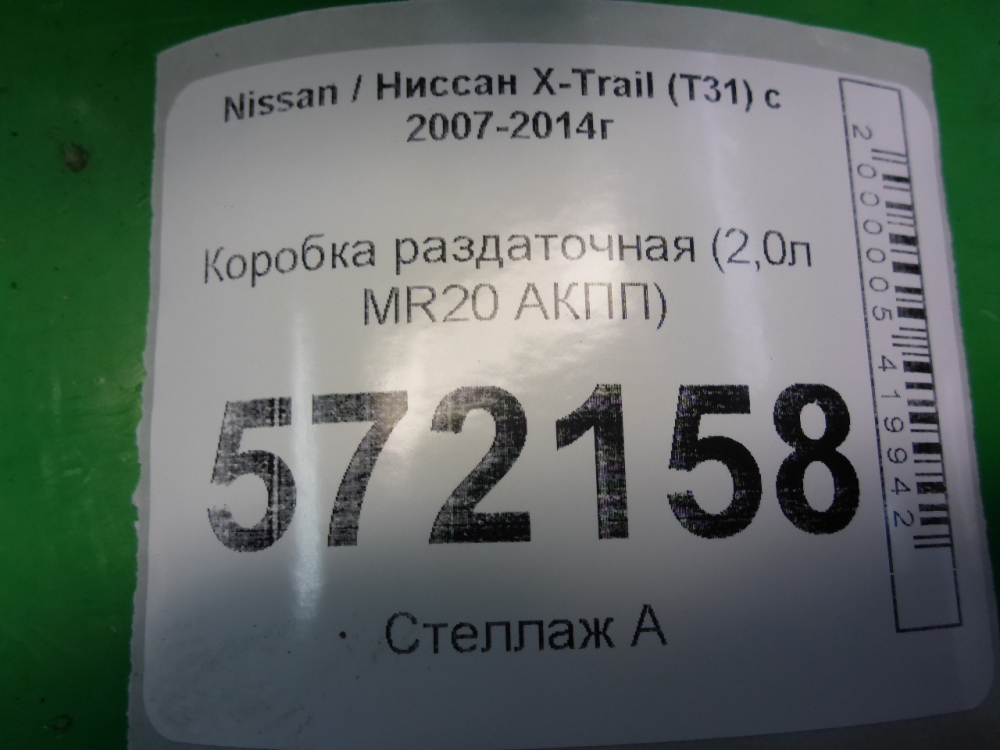 Nissan / Ниссан X-Trail (T31) с
2007-2014г
Коробка раздаточная (2,0л
MR20 АКПП)
572158
Стеллаж А
2000005419942